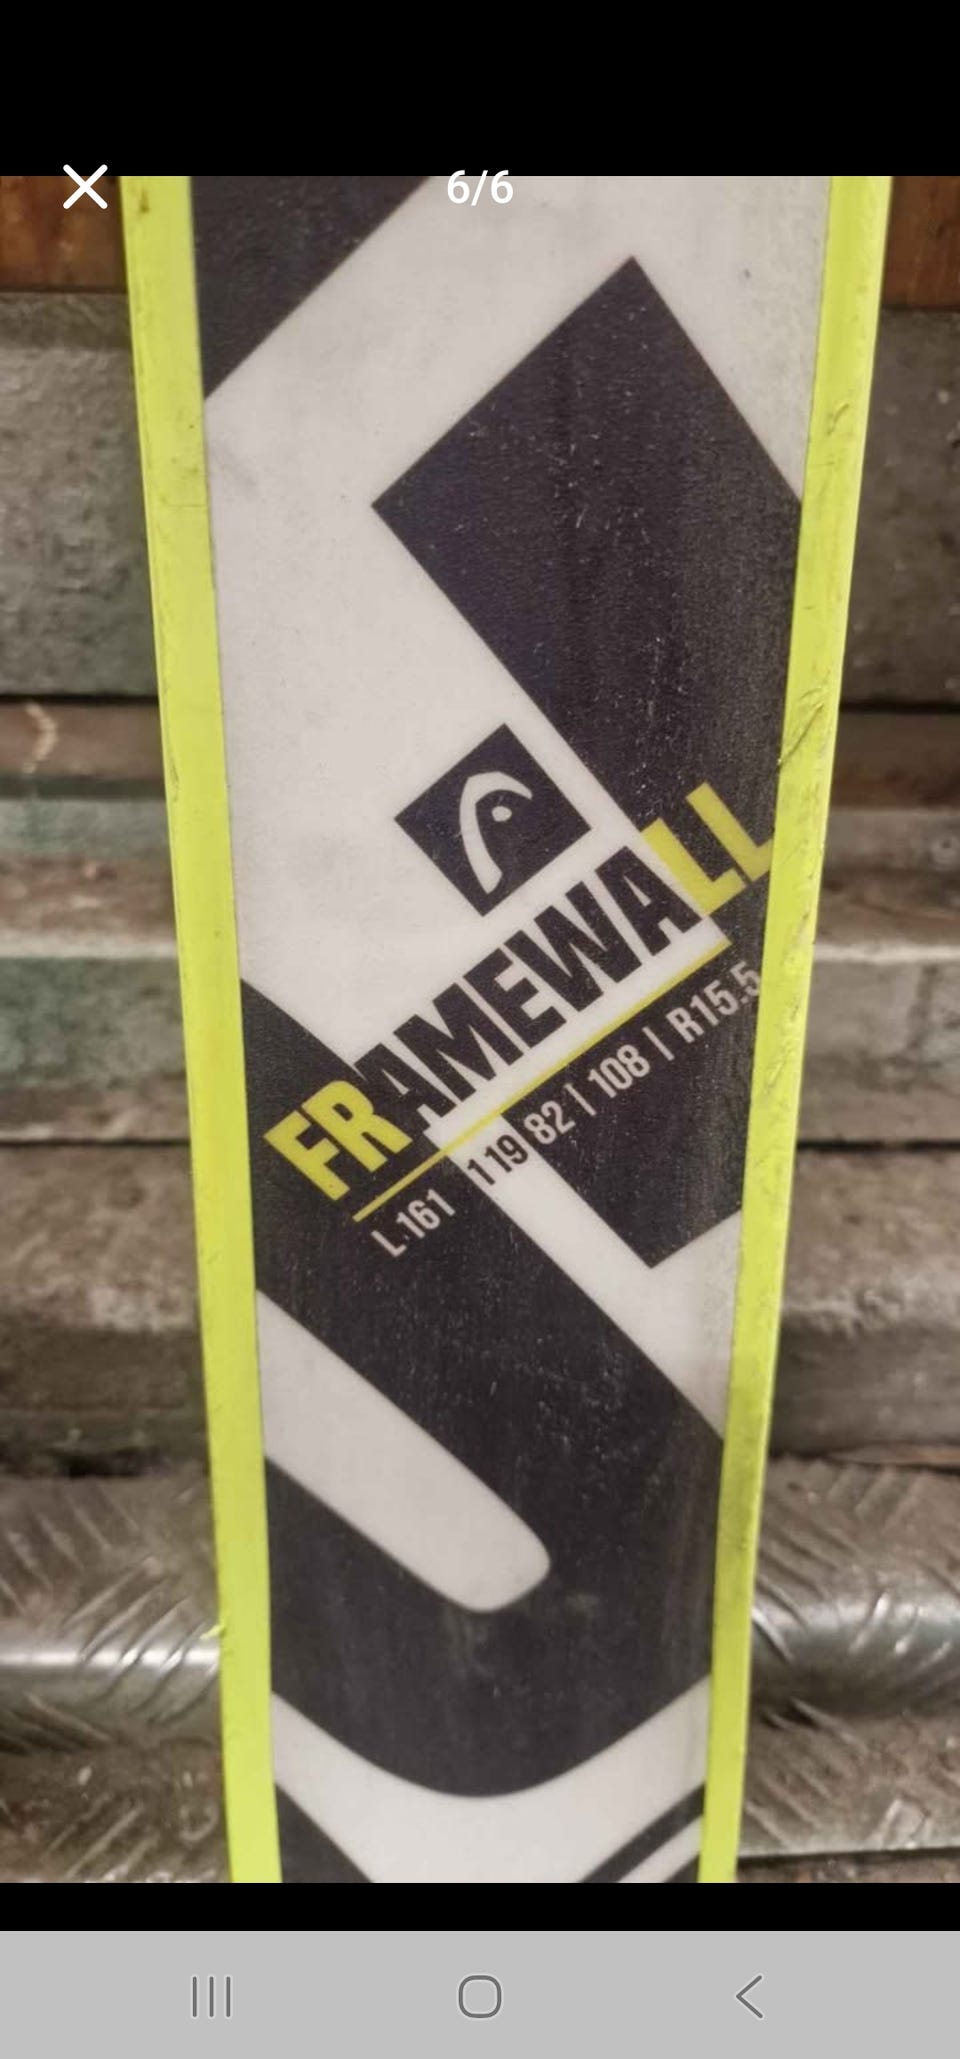 6/6
FRAMEWALL
L.161 119 82 | 108 | R15.5